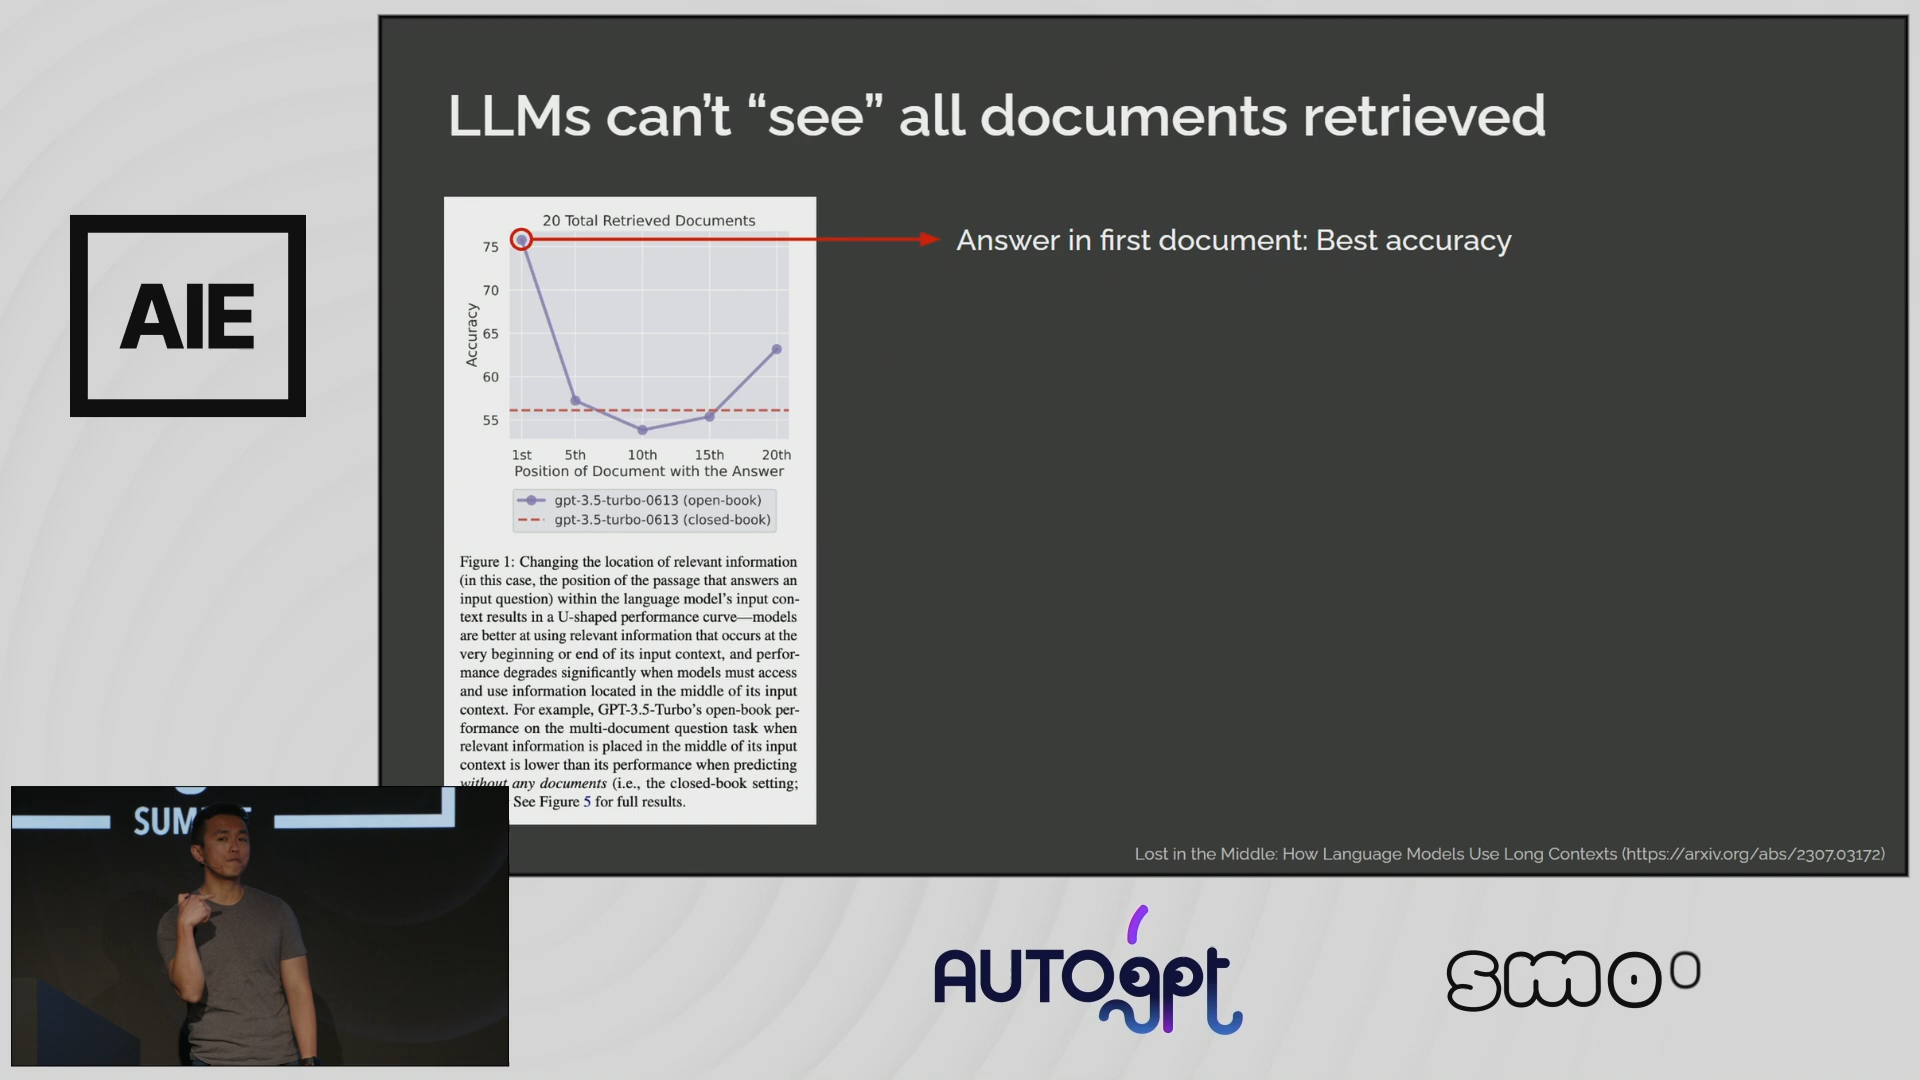 LLMs can't “see” all documents retrieved
AIE
20 Total Retrieved Documents
75
70
65
60
55
Accuracy
1st 5th 10th 15th 20th
Position of Document with the Answer
gpt-3.5-turbo-0613 (open-book)
gpt-3.5-turbo-0613 (closed-book)
Answer in first document: Best accuracy
Figure 1: Changing the location of relevant information
(in this case, the position of the passage that answers an
input question) within the language model's input con-
text results in a U-shaped performance curve—models
are better at using relevant information that occurs at the
very beginning or end of its input context, and perfor-
mance degrades significantly when models must access
and use information located in the middle of its input
context. For example, GPT-3.5-Turbo's open-book per-
formance on the multi-document question task when
relevant information is placed in the middle of its input
context is lower than its performance when predicting
without any documents (i.e., the closed-book setting;
See Figure 5 for full results.
Lost in the Middle: How Language Models Use Long Contexts (https://arxiv.org/abs/2307.03172)
AUTOgpt
smo